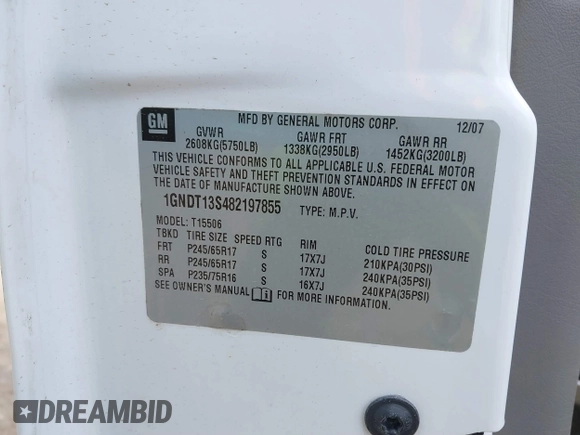 GM
MFD BY GENERAL MOTORS CORP. 12/07
GVWR GAWR FRT GAWR RR
2608KG(5750LB) 1338KG(2950LB) 1452KG(3200LB)
THIS VEHICLE CONFORMS TO ALL APPLICABLE U.S. FEDERAL MOTOR
VEHICLE SAFETY AND THEFT PREVENTION STANDARDS IN EFFECT ON
THE DATE OF MANUFACTURE SHOWN ABOVE.
1GNDT13S482197855 TYPE: M.P.V.
MODEL: T15506
TBKD TIRE SIZE SPEED RTG RIM COLD TIRE PRESSURE
FRT P245/65R17 S 17X7J 210KPA(30PSI)
RR P245/65R17 S 17X7J 240KPA(35PSI)
SPA P235/75R16 S 16X7J 240KPA(35PSI)
SEE OWNER'S MANUAL FOR MORE INFORMATION.
DREAMBID